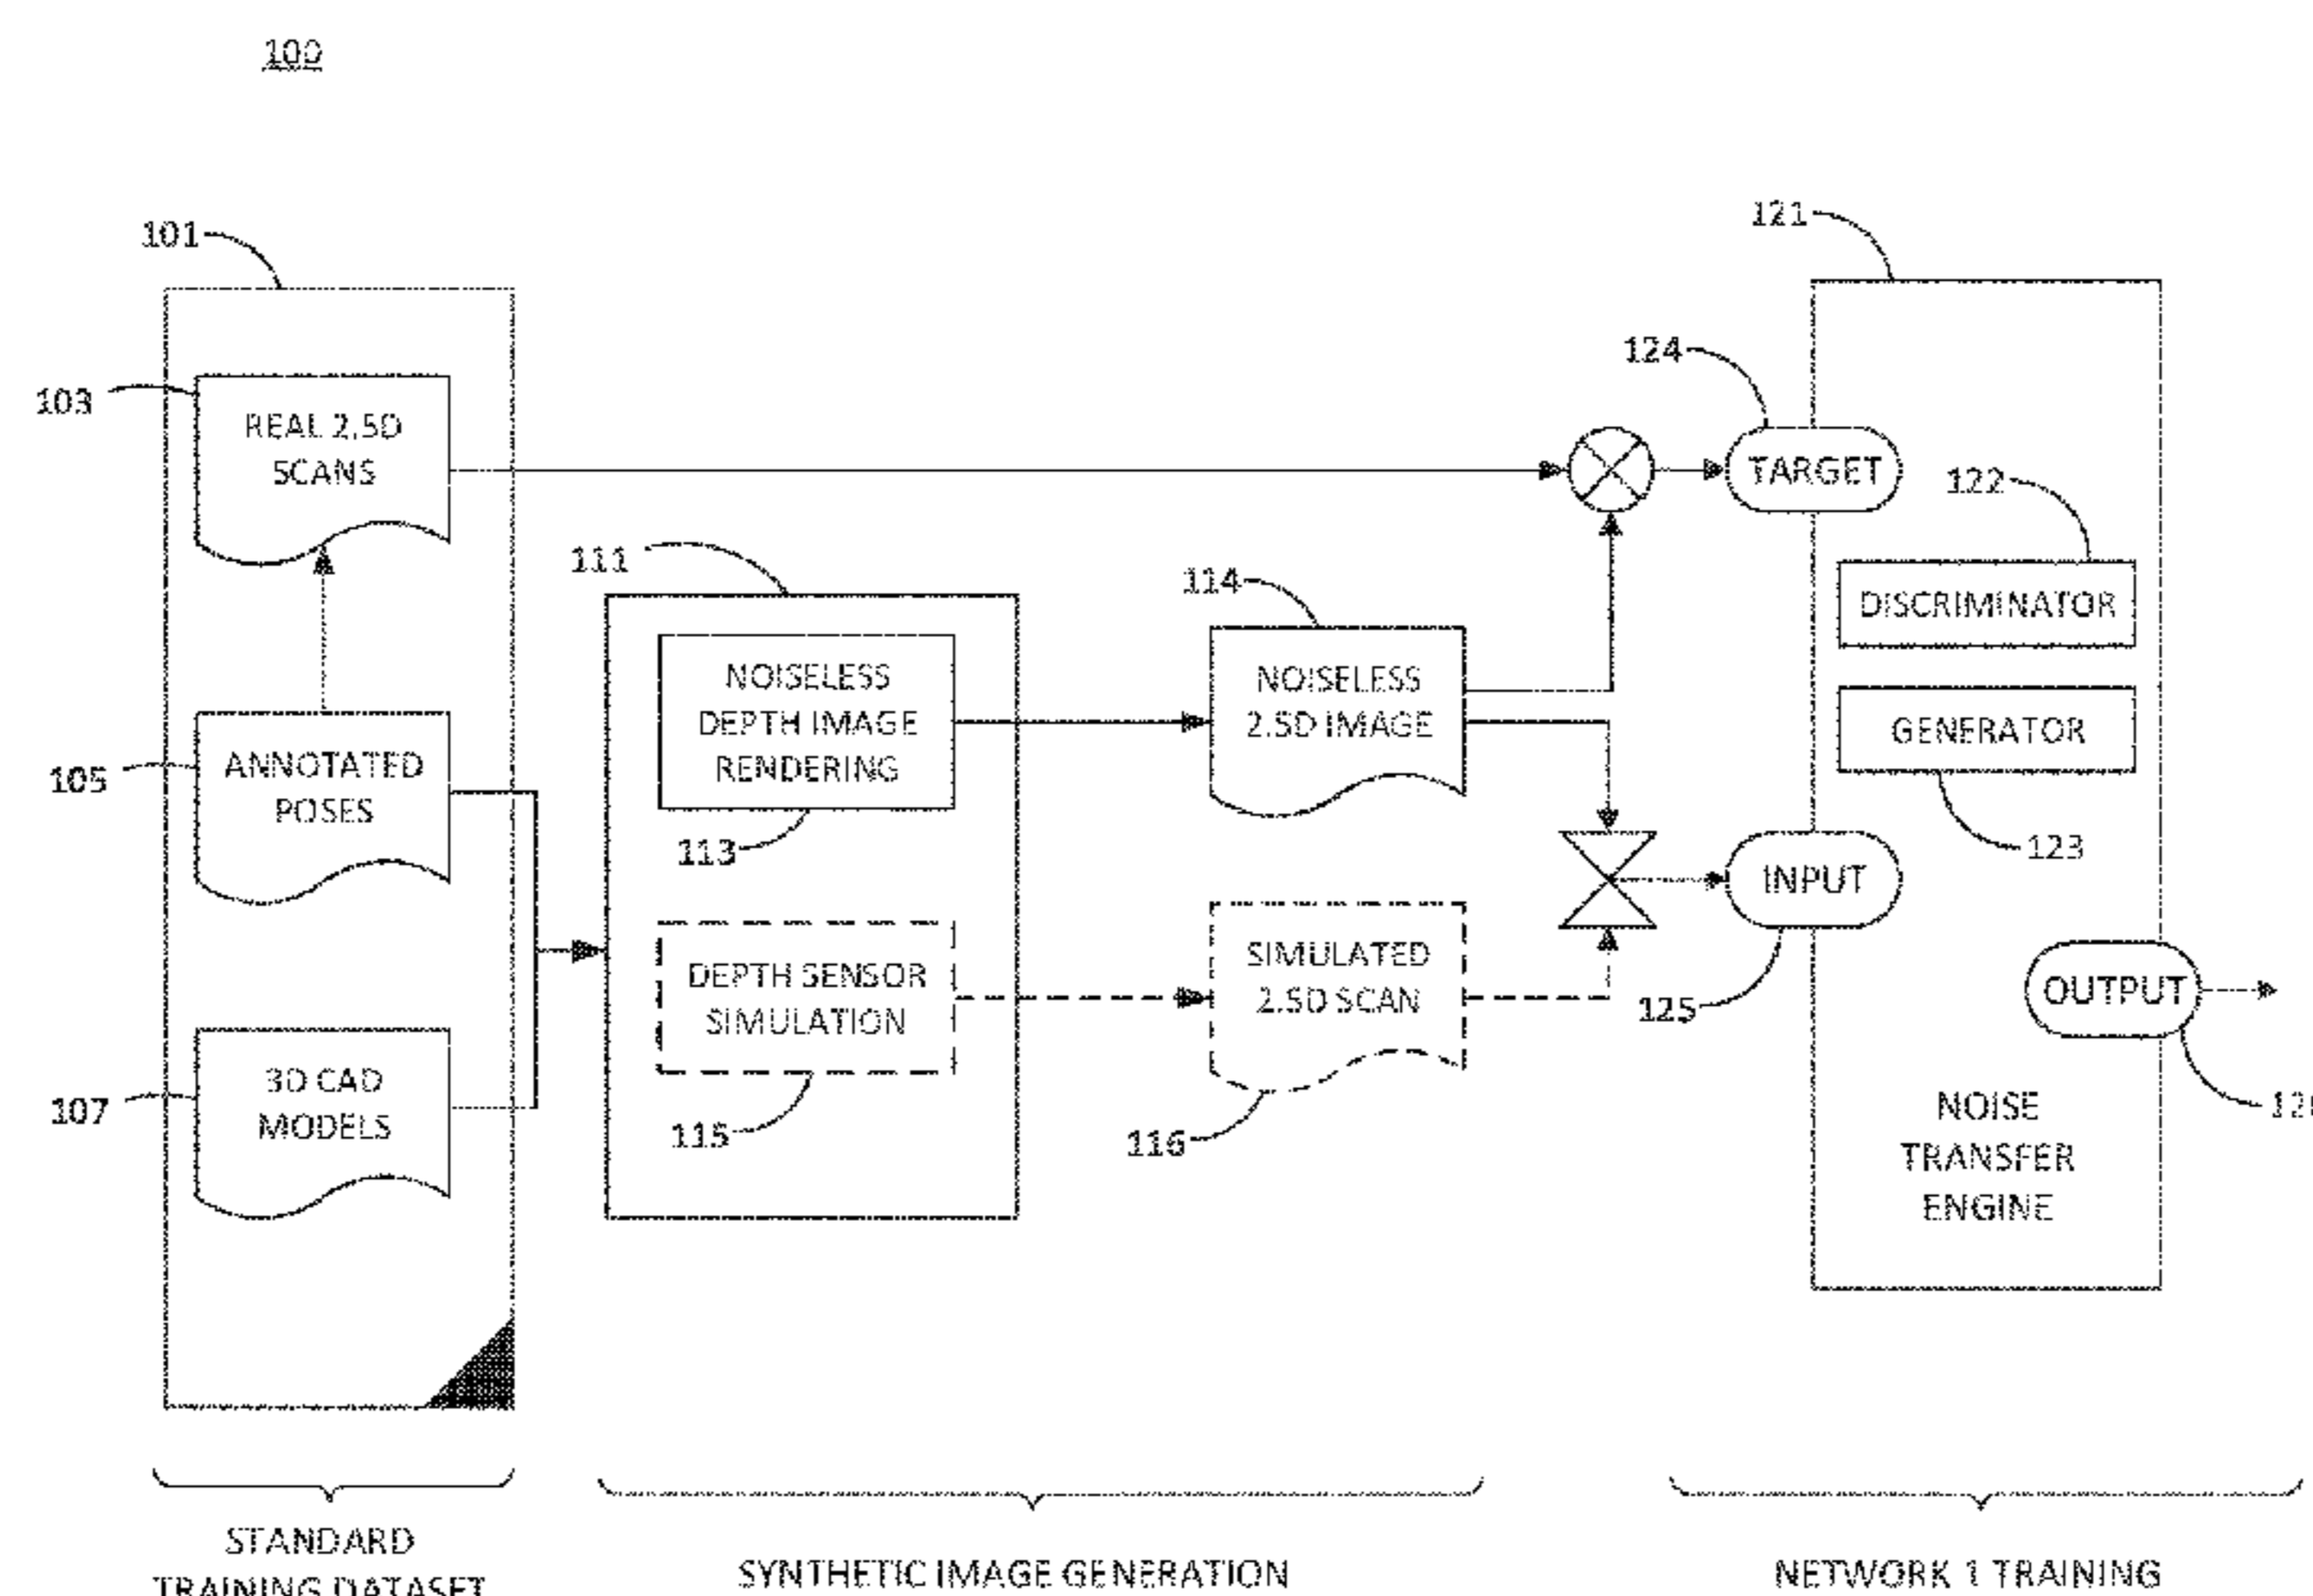 100
101
103
REAL 2.5D
SCANS
105
ANNOTATED
POSES
107
3D CAD
MODELS
111
NOISELESS
DEPTH IMAGE
RENDERING
113
DEPTH SENSOR
SIMULATION
115
114
NOISELESS
2.5D IMAGE
SIMULATED
2.5D SCAN
116
121
124
TARGET
122
DISCRIMINATOR
GENERATOR
123
INPUT
125
OUTPUT
NOISE
TRANSFER
ENGINE
STANDARD
TRAINING DATASET
SYNTHETIC IMAGE GENERATION
NETWORK 1 TRAINING